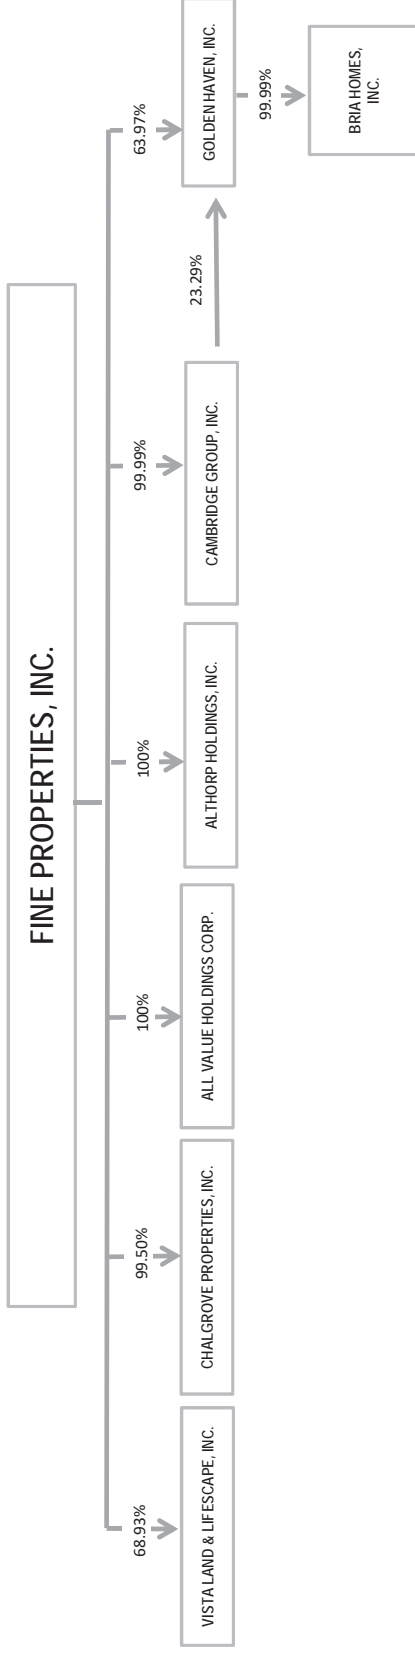 FINE PROPERTIES, INC.
68.93%
99.50%
100%
100%
99.99%
63.97%
VISTA LAND & LIFESCAPE, INC.
CHALGROVE PROPERTIES, INC.
ALL VALUE HOLDINGS CORP.
ALTHORP HOLDINGS, INC.
CAMBRIDGE GROUP, INC.
23.29%
GOLDEN HAVEN, INC.
99.99%
BRIA HOMES,
INC.